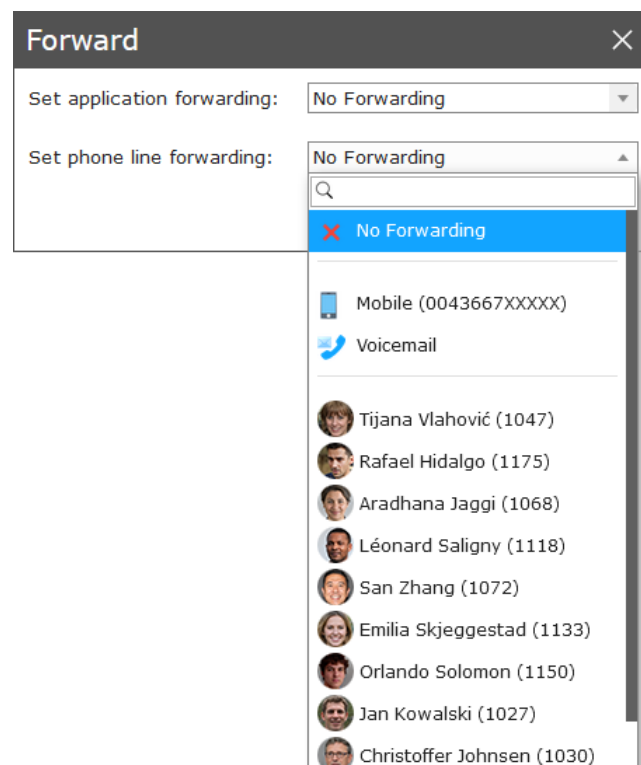 Forward
Set application forwarding: No Forwarding
Set phone line forwarding: No Forwarding
No Forwarding
Mobile (0043667XXXXX)
Voicemail
Tijana Vlahović (1047)
Rafael Hidalgo (1175)
Aradhana Jaggi (1068)
Léonard Saligny (1118)
San Zhang (1072)
Emilia Skjeggestad (1133)
Orlando Solomon (1150)
Jan Kowalski (1027)
Christoffer Johnsen (1030)